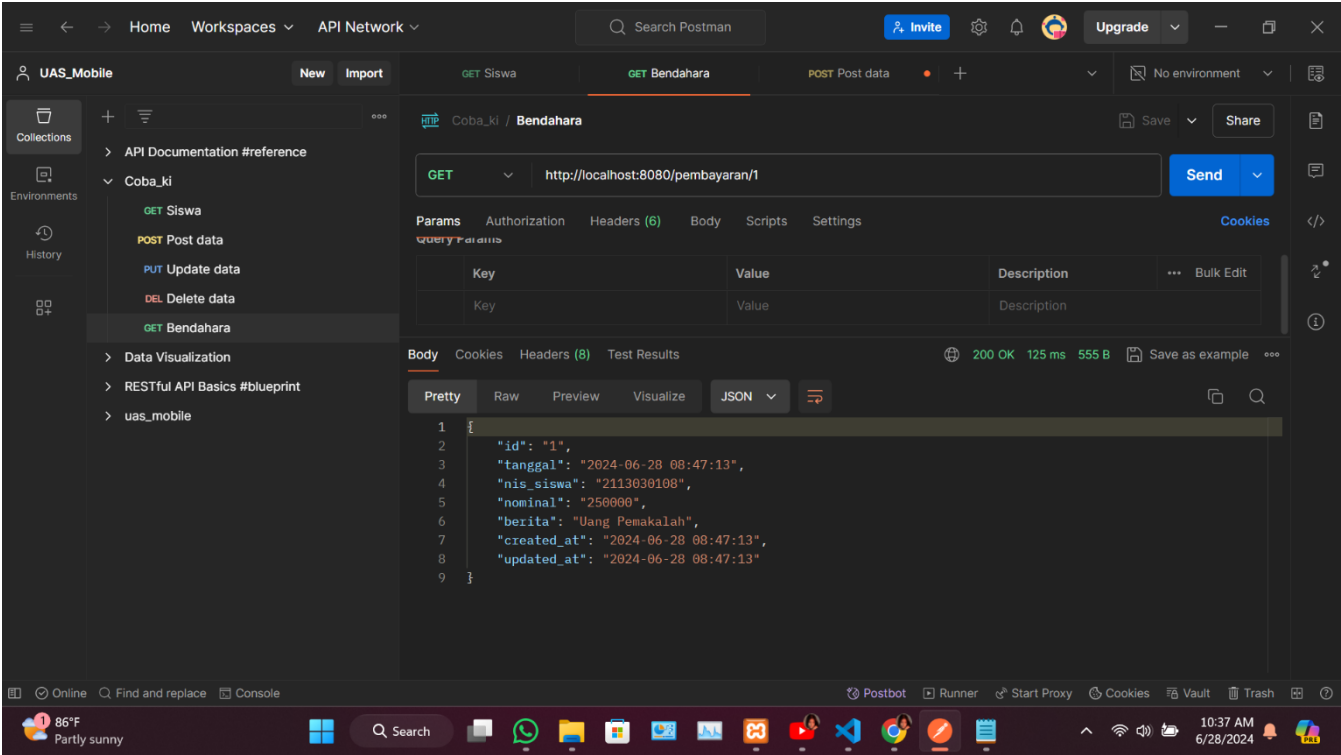 Home Workspaces API Network Search Postman Invite Upgrade
UAS_Mobile New Import GET Siswa GET Bendahara POST Post data No environment
Collections
Environments
History
API Documentation #reference
Coba_ki
GET Siswa
POST Post data
PUT Update data
DEL Delete data
GET Bendahara
Data Visualization
RESTful API Basics #blueprint
uas_mobile
HTTP Coba_ki / Bendahara Save Share
GET http://localhost:8080/pembayaran/1 Send
Params Authorization Headers (6) Body Scripts Settings Cookies
Query Params
Key Value Description Bulk Edit
Key Value Description
Body Cookies Headers (8) Test Results 200 OK 125 ms 555 B Save as example
Pretty Raw Preview Visualize JSON
1 {
2 "id": "1",
3 "tanggal": "2024-06-28 08:47:13",
4 "nis_siswa": "2113030108",
5 "nominal": "250000",
6 "berita": "Uang Pemakalah",
7 "created_at": "2024-06-28 08:47:13",
8 "updated_at": "2024-06-28 08:47:13"
9 }
Online Find and replace Console Postbot Runner Start Proxy Cookies Vault Trash
1 86°F
Partly sunny
Search
10:37 AM
6/28/2024
PRE